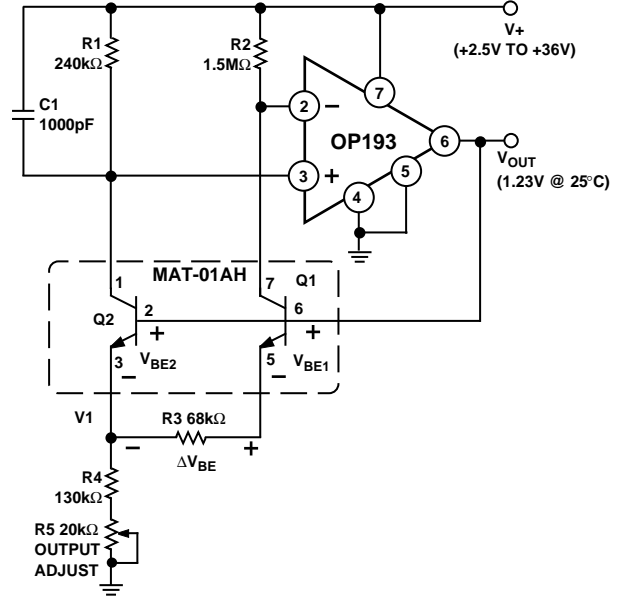 V+
(+2.5V TO +36V)
R1
240kΩ
R2
1.5MΩ
C1
1000pF
2
−
7
OP193
6
3
+
5
4
VOUT
(1.23V @ 25°C)
MAT-01AH
1
7
Q1
Q2
2
6
+
+
3
VBE2
5
VBE1
−
−
V1
R3 68kΩ
−
+
ΔVBE
R4
130kΩ
R5 20kΩ
OUTPUT
ADJUST